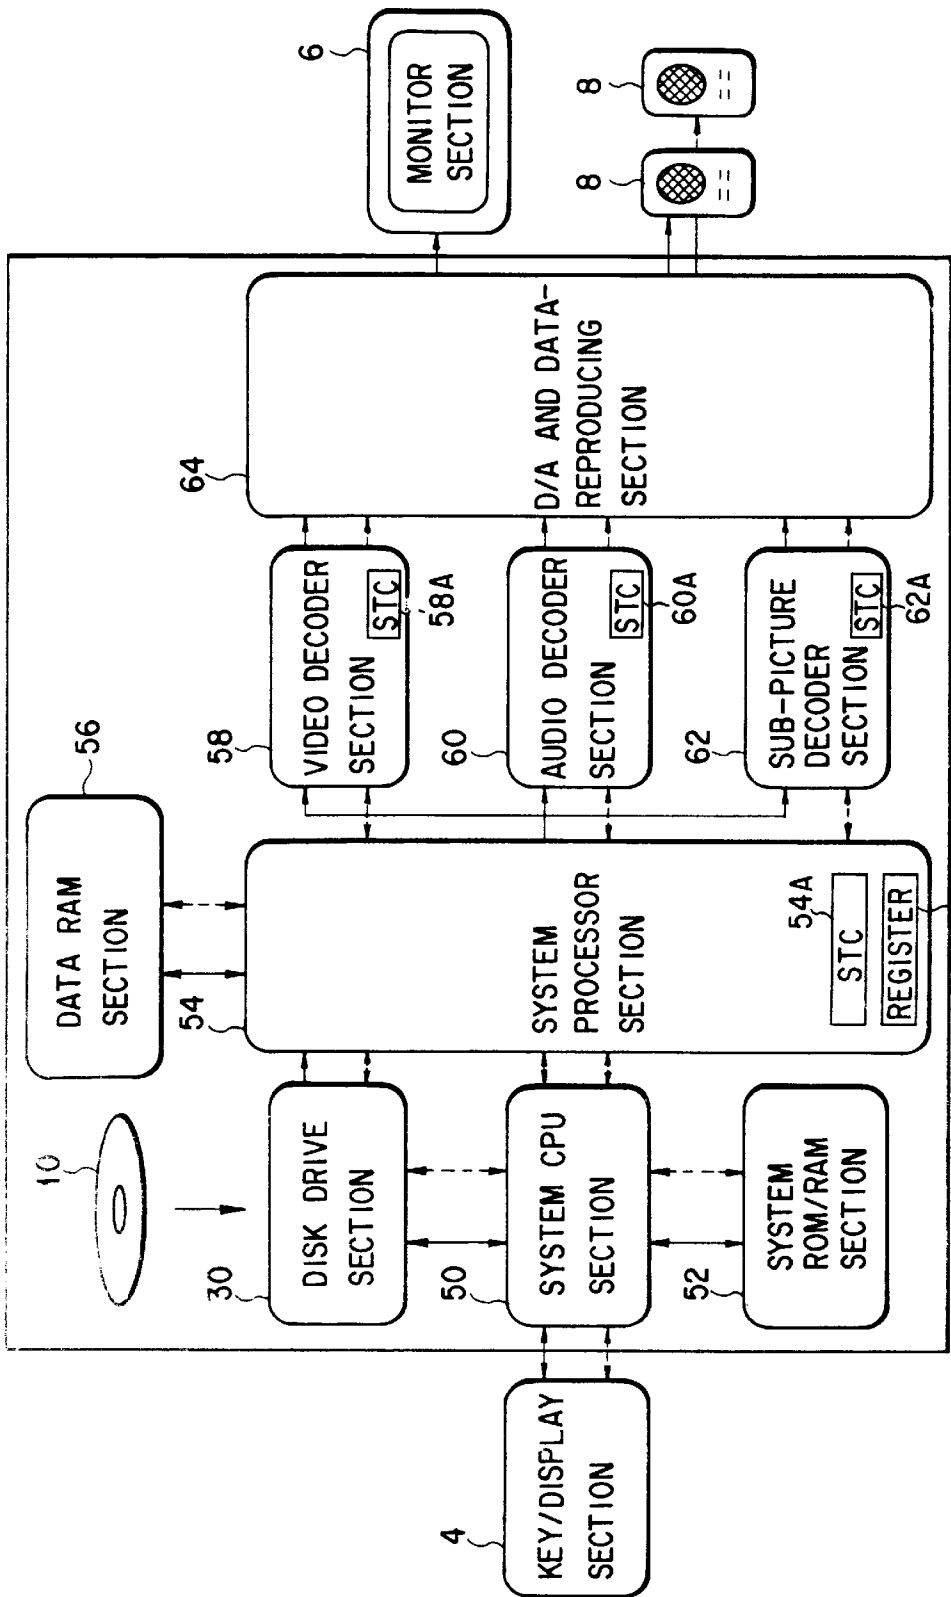 4
KEY/DISPLAY
SECTION
10
30
DISK DRIVE
SECTION
50
SYSTEM CPU
SECTION
52
SYSTEM
ROM/RAM
SECTION
56
DATA RAM
SECTION
54
SYSTEM
PROCESSOR
SECTION
54A
STC
REGISTER
58
VIDEO DECODER
SECTION
STC
58A
60
AUDIO DECODER
SECTION
STC
60A
62
SUB-PICTURE
DECODER
SECTION
STC
62A
64
D/A AND DATA-
REPRODUCING
SECTION
6
MONITOR
SECTION
8
8